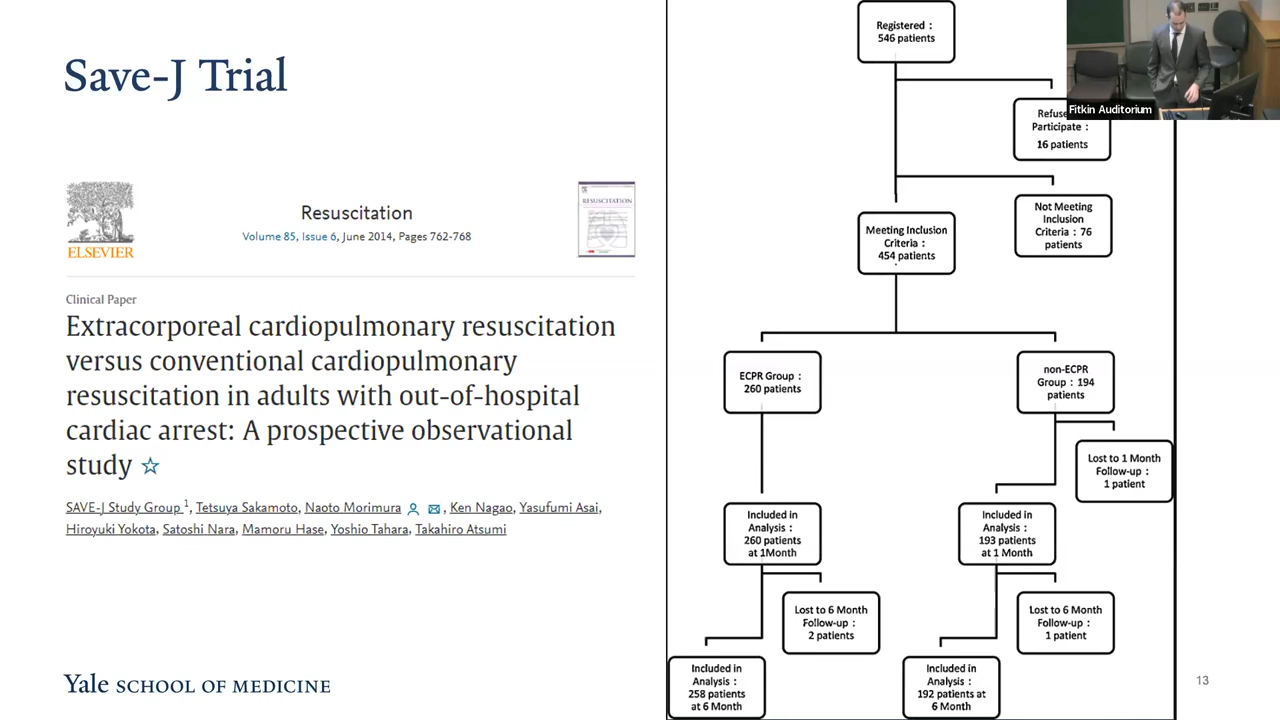 Save-J Trial
ELSEVIER
Resuscitation
Volume 85, Issue 6, June 2014, Pages 762-768
RESUSCITATION
Clinical Paper
Extracorporeal cardiopulmonary resuscitation
versus conventional cardiopulmonary
resuscitation in adults with out-of-hospital
cardiac arrest: A prospective observational
study ☆
SAVE-J Study Group 1, Tetsuya Sakamoto, Naoto Morimura, Ken Nagao, Yasufumi Asai,
Hiroyuki Yokota, Satoshi Nara, Mamoru Hase, Yoshio Tahara, Takahiro Atsumi
Yale SCHOOL OF MEDICINE
Registered :
546 patients
Fitkin Auditorium
Participate :
16 patients
Not Meeting
Inclusion
Criteria : 76
patients
Meeting Inclusion
Criteria :
454 patients
ECPR Group :
260 patients
non-ECPR
Group : 194
patients
Lost to 1 Month
Follow-up :
1 patient
Included in
Analysis :
260 patients
at 1Month
Included in
Analysis :
193 patients
at 1 Month
Lost to 6 Month
Follow-up :
2 patients
Lost to 6 Month
Follow-up :
1 patient
Included in
Analysis :
258 patients
at 6 Month
Included in
Analysis :
192 patients at
6 Month
13